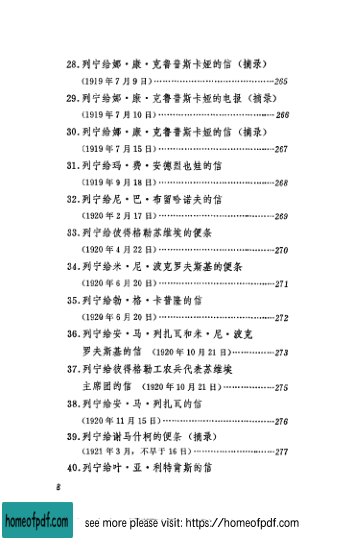 28.列宁给娜·康·克鲁普斯卡娅的信(摘录)
(1919年7月9日)……………………………………265
29.列宁给娜·康·克鲁普斯卡娅的电报(摘录)
(1919年7月10日)……………………………………266
30.列宁给娜·康·克鲁普斯卡娅的信(摘录)
(1919年7月15日)……………………………………267
31.列宁给玛·费·安德烈也娃的信
(1919年9月18日)……………………………………268
32.列宁给尼·巴·布留哈诺夫的信
(1920年2月17日)……………………………………269
33.列宁给彼得格勒苏维埃的便条
(1920年4月22日)……………………………………270
34.列宁给米·尼·波克罗夫斯基的便条
(1920年6月20日)……………………………………271
35.列宁给勃·格·卡普隆的信
(1920年6月20日)……………………………………272
36.列宁给安·马·列扎瓦和米·尼·波克
罗夫斯基的信 (1920年10月21日)………………273
37.列宁给彼得格勒工农兵代表苏维埃
主席团的信 (1920年10月21日)…………………275
38.列宁给安·马·列扎瓦的信
(1920年11月15日)…………………………………276
39.列宁给谢马什柯的便条(摘录)
(1921年3月,不早于16日)………………………277
40.列宁给叶·亚·利特肯斯的信
8
homeofpdf.com
see more please visit: https://homeofpdf.com